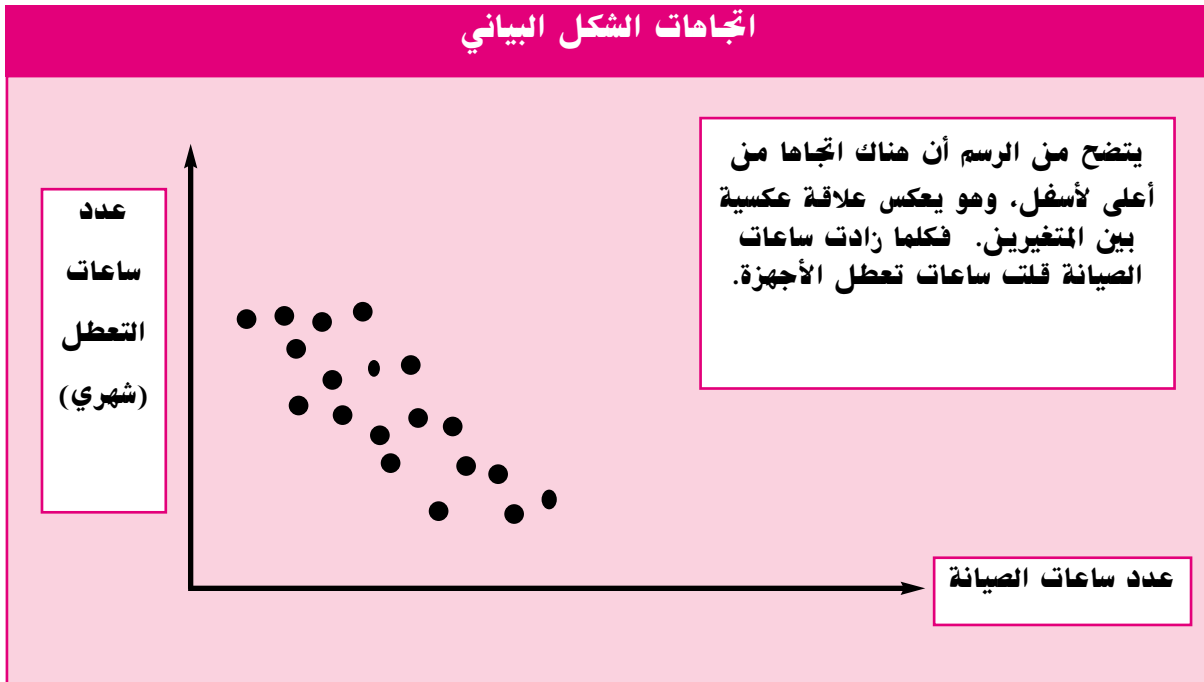 اتجاهات الشكل البياني
يتضح من الرسم أن هناك اتجاها من
أعلى لأسفل، وهو يعكس علاقة عكسية
بين المتغيرين. فكلما زادت ساعات
الصيانة قلت ساعات تعطل الأجهزة.
عدد
ساعات
التعطل
(شهري)
عدد ساعات الصيانة